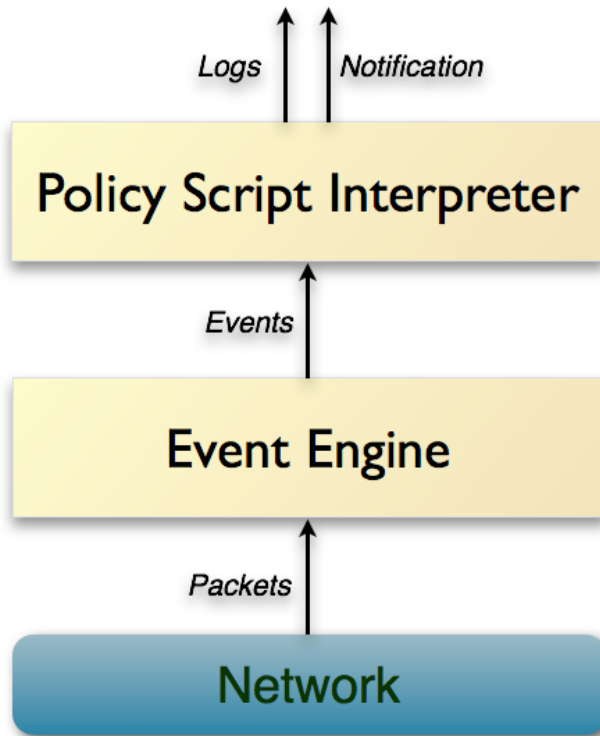 Logs
Notification
Policy Script Interpreter
Events
Event Engine
Packets
Network